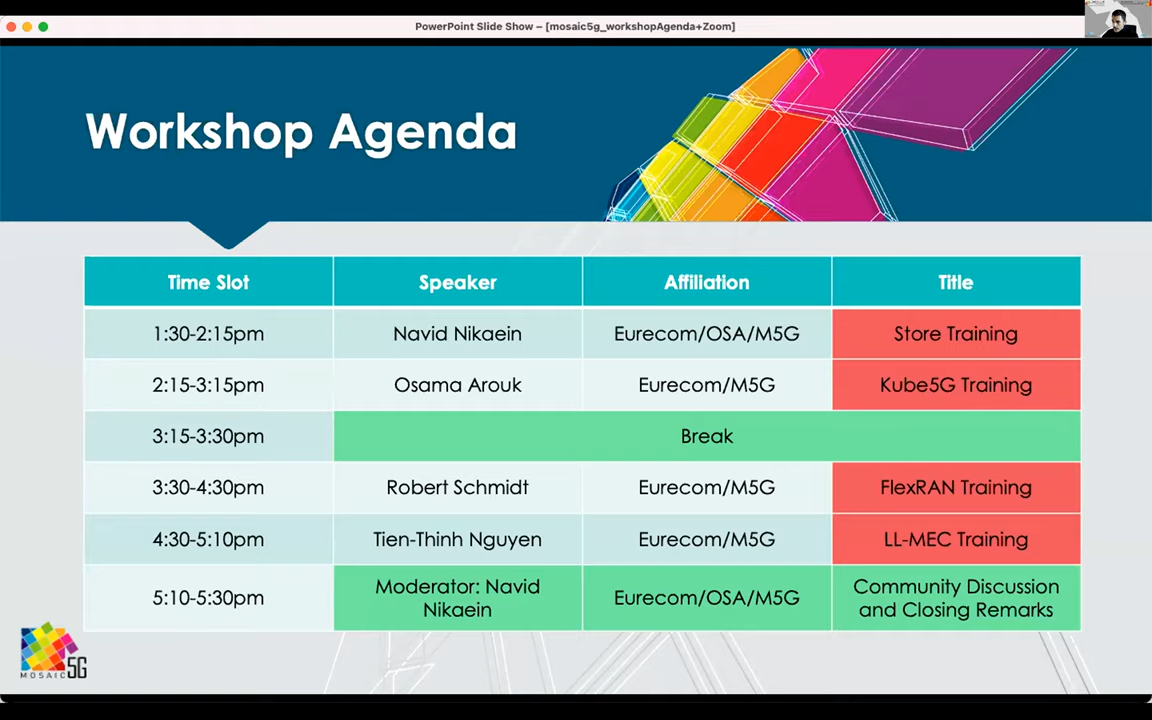 PowerPoint Slide Show – [mosaic5g_workshopAgenda+Zoom]
Workshop Agenda
Time Slot Speaker Affiliation Title
1:30-2:15pm Navid Nikaein Eurecom/OSA/M5G Store Training
2:15-3:15pm Osama Arouk Eurecom/M5G Kube5G Training
3:15-3:30pm Break
3:30-4:30pm Robert Schmidt Eurecom/M5G FlexRAN Training
4:30-5:10pm Tien-Thinh Nguyen Eurecom/M5G LL-MEC Training
5:10-5:30pm Moderator: Navid Nikaein Eurecom/OSA/M5G Community Discussion and Closing Remarks
MOSAIC5G